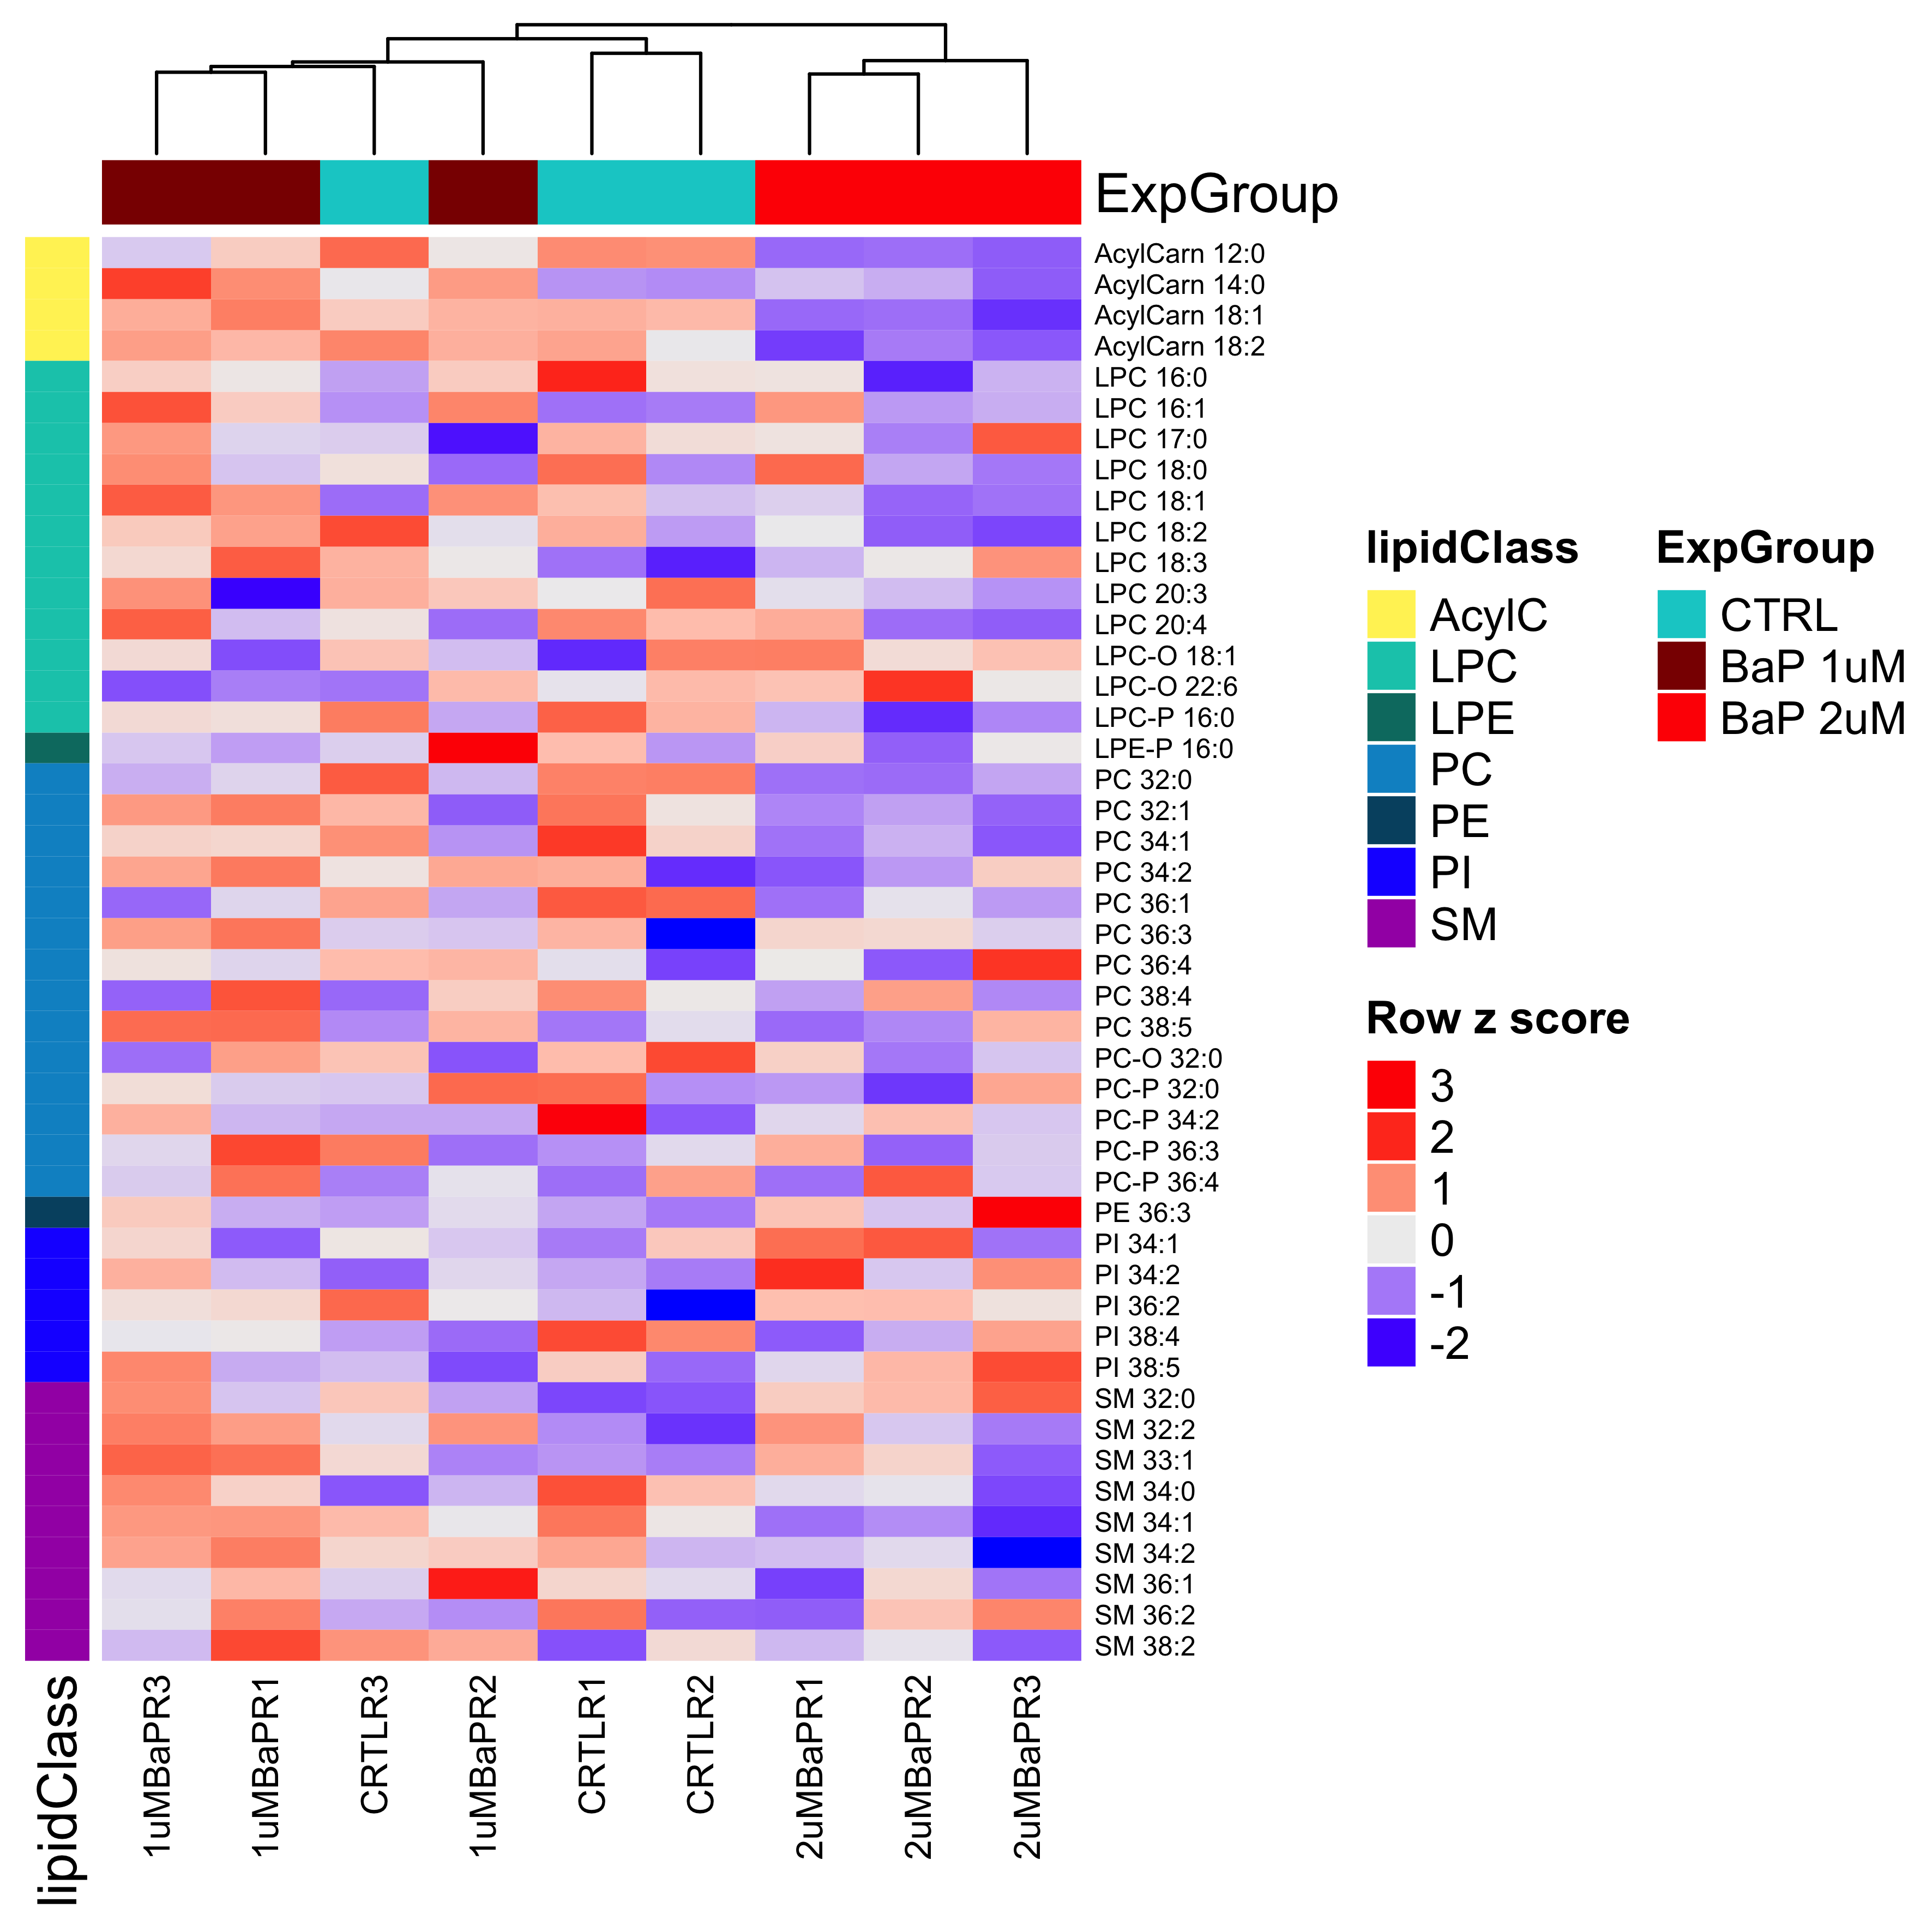 ExpGroup
AcylCarn 12:0
AcylCarn 14:0
AcylCarn 18:1
AcylCarn 18:2
LPC 16:0
LPC 16:1
LPC 17:0
LPC 18:0
LPC 18:1
LPC 18:2
LPC 18:3
LPC 20:3
LPC 20:4
LPC-O 18:1
LPC-O 22:6
LPC-P 16:0
LPE-P 16:0
PC 32:0
PC 32:1
PC 34:1
PC 34:2
PC 36:1
PC 36:3
PC 36:4
PC 38:4
PC 38:5
PC-O 32:0
PC-P 32:0
PC-P 34:2
PC-P 36:3
PC-P 36:4
PE 36:3
PI 34:1
PI 34:2
PI 36:2
PI 38:4
PI 38:5
SM 32:0
SM 32:2
SM 33:1
SM 34:0
SM 34:1
SM 34:2
SM 36:1
SM 36:2
SM 38:2
lipidClass
1uMBaPR3
1uMBaPR1
CRTLR3
1uMBaPR2
CRTLR1
CRTLR2
2uMBaPR1
2uMBaPR2
2uMBaPR3
lipidClass
AcylC
LPC
LPE
PC
PE
PI
SM
ExpGroup
CTRL
BaP 1uM
BaP 2uM
Row z score
3
2
1
0
-1
-2